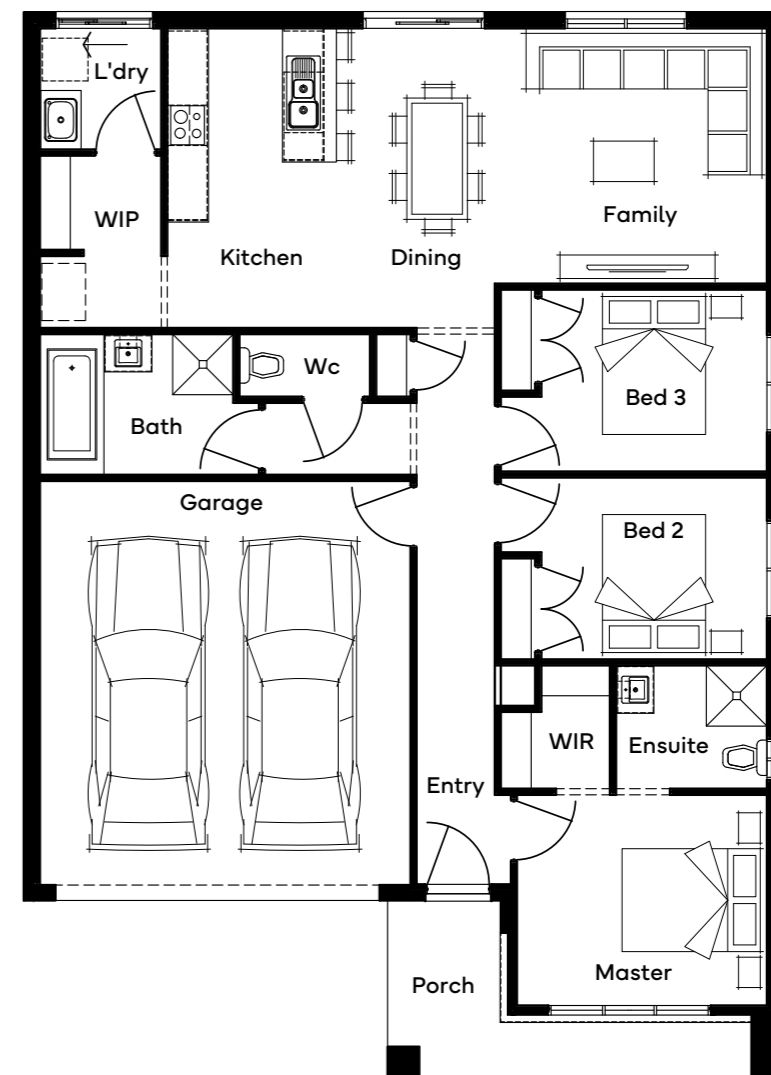 L'dry
WIP
Kitchen
Dining
Family
Wc
Bath
Bed 3
Garage
Bed 2
WIR
Ensuite
Entry
Master
Porch